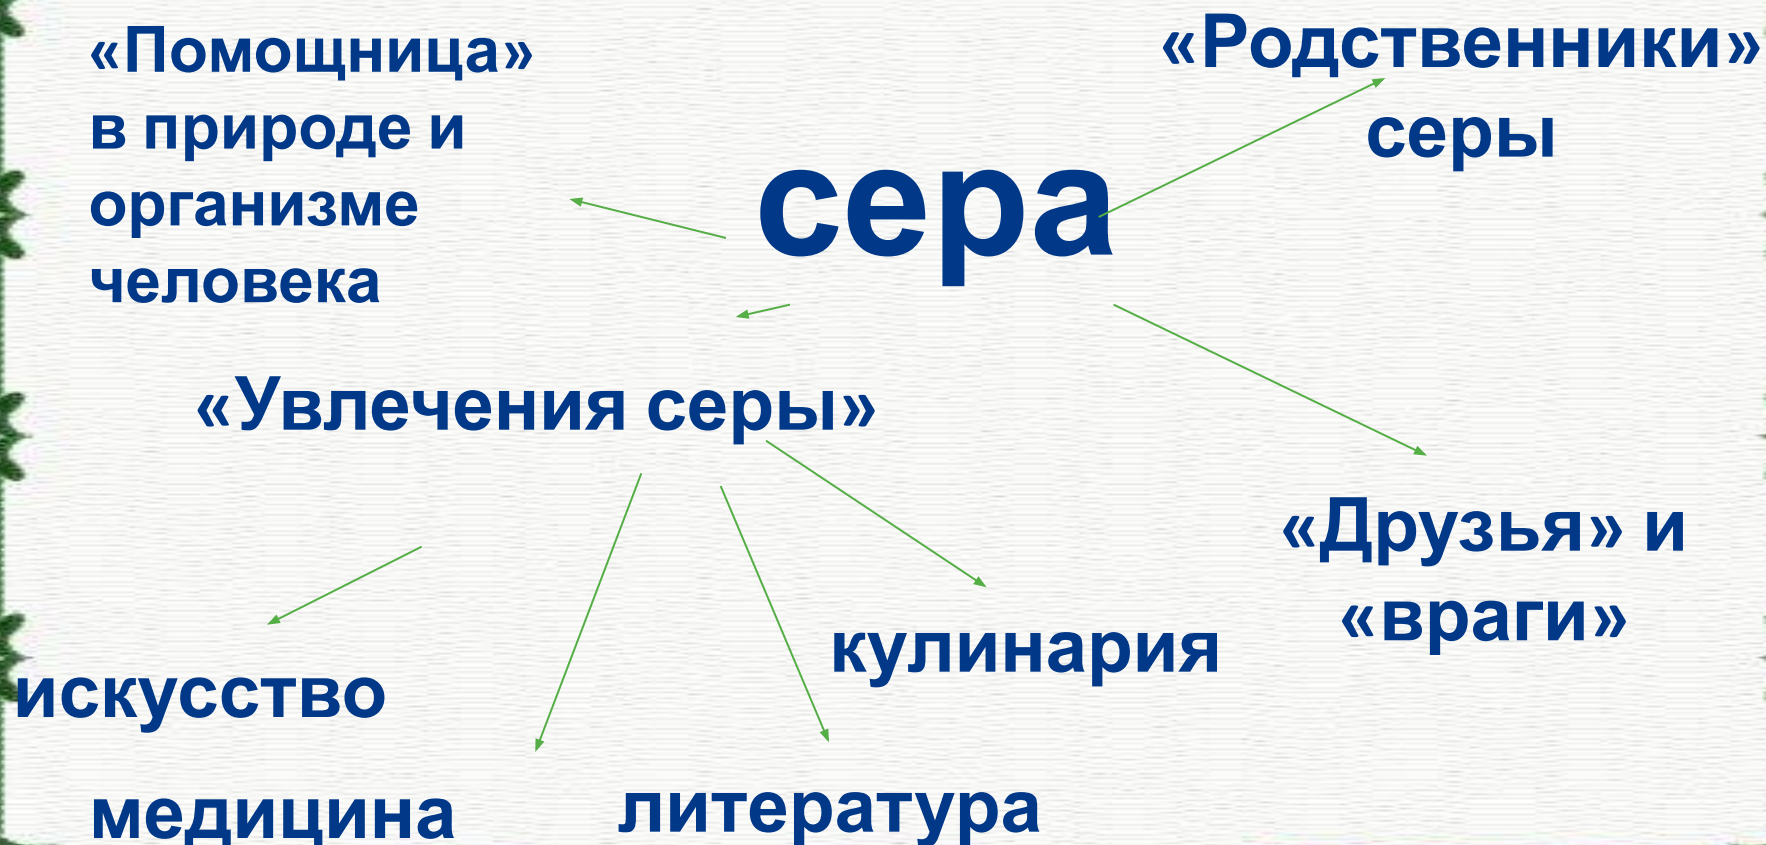 «Помощница»
в природе и
организме
человека
«Родственники»
серы
сера
«Увлечения серы»
«Друзья» и
«враги»
кулинария
искусство
медицина
литература